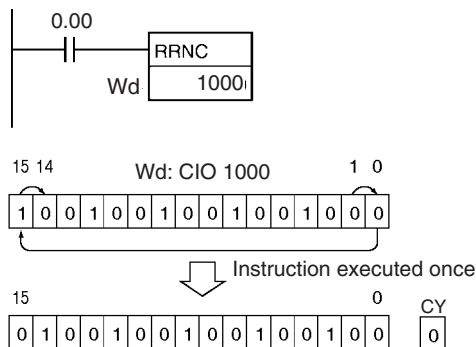 0.00
RRNC
Wd 1000
15 14 Wd: CIO 1000 1 0
1 0 0 1 0 0 1 0 0 1 0 0 1 0 0 0
Instruction executed once
15 0 CY
0 1 0 0 1 0 0 1 0 0 1 0 0 1 0 0 0